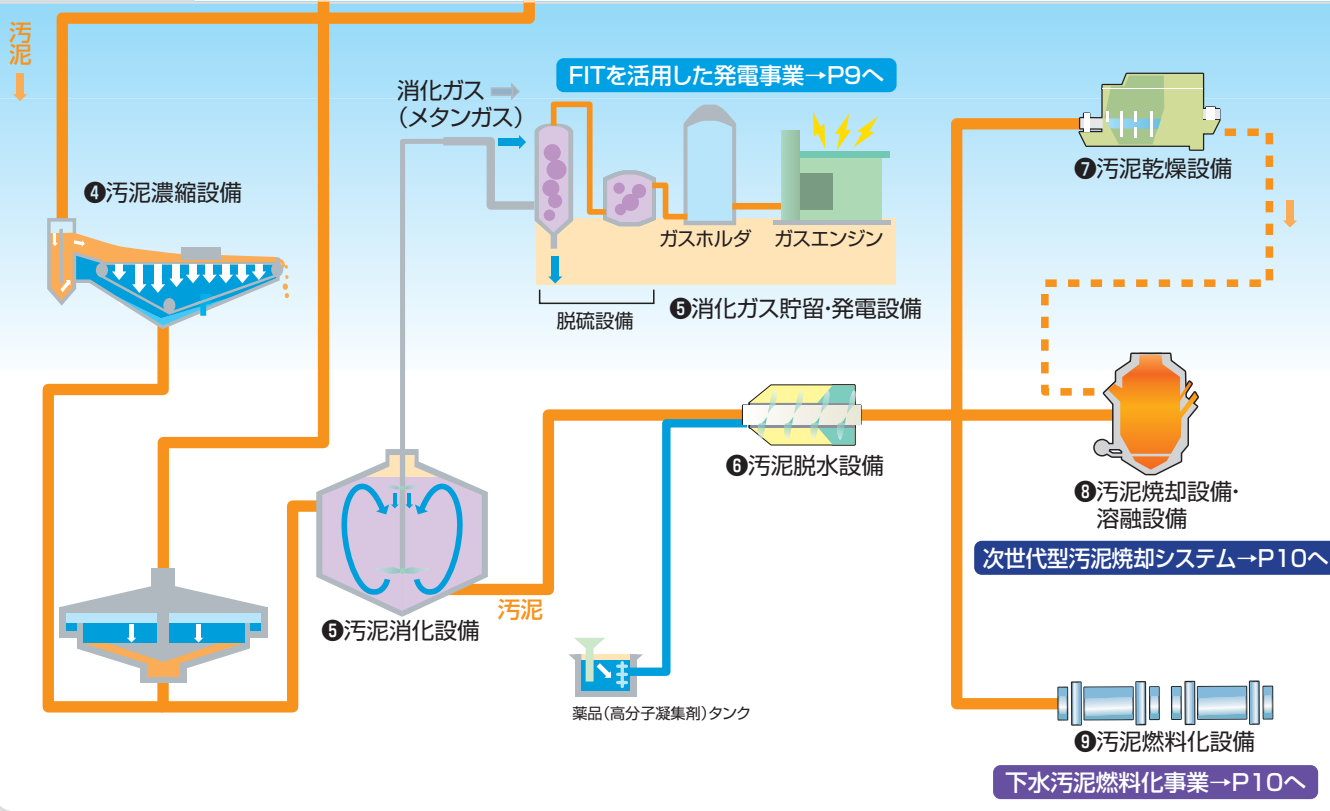 汚泥
FITを活用した発電事業→P9へ
消化ガス
（メタンガス）
❹汚泥濃縮設備
❼汚泥乾燥設備
ガスホルダ
ガスエンジン
脱硫設備
❺消化ガス貯留・発電設備
❻汚泥脱水設備
❽汚泥焼却設備・
溶融設備
次世代型汚泥焼却システム→P10へ
汚泥
❺汚泥消化設備
薬品（高分子凝集剤）タンク
❾汚泥燃料化設備
下水汚泥燃料化事業→P10へ